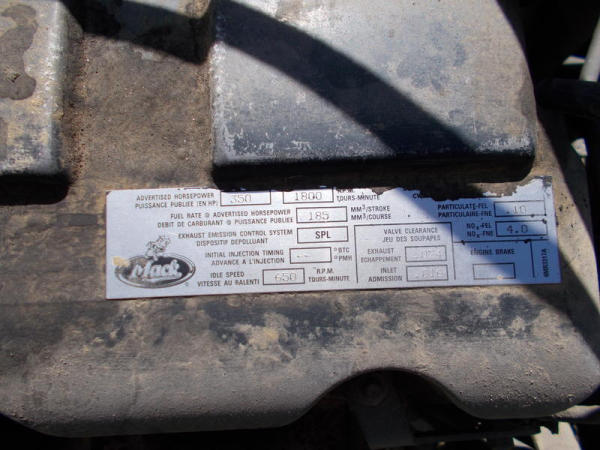 ADVERTISED HORSEPOWER 350 1800 R.P.M.
PUISSANCE PUBLIEE (EN HP) TOURS-MINUTE
FUEL RATE @ ADVERTISED HORSEPOWER 185 MM³/STROKE
DEBIT DE CARBURANT @ PUISSANCE PUBLIEE MM³/COURSE
EXHAUST EMISSION CONTROL SYSTEM SPL
DISPOSITIF DEPOLLUANT
INITIAL INJECTION TIMING °BTC
AVANCE A L'INJECTION °PMH
IDLE SPEED 650 R.P.M.
VITESSE AU RALENTI TOURS-MINUTE
Mack
PARTICULATE-FEL .10
PARTICULAIRE-FNE
NOx-FEL 4.0
NOx-FNE
VALVE CLEARANCE
JEU DES SOUPAPES
EXHAUST
ECHAPPEMENT
INLET
ADMISSION
ENGINE BRAKE